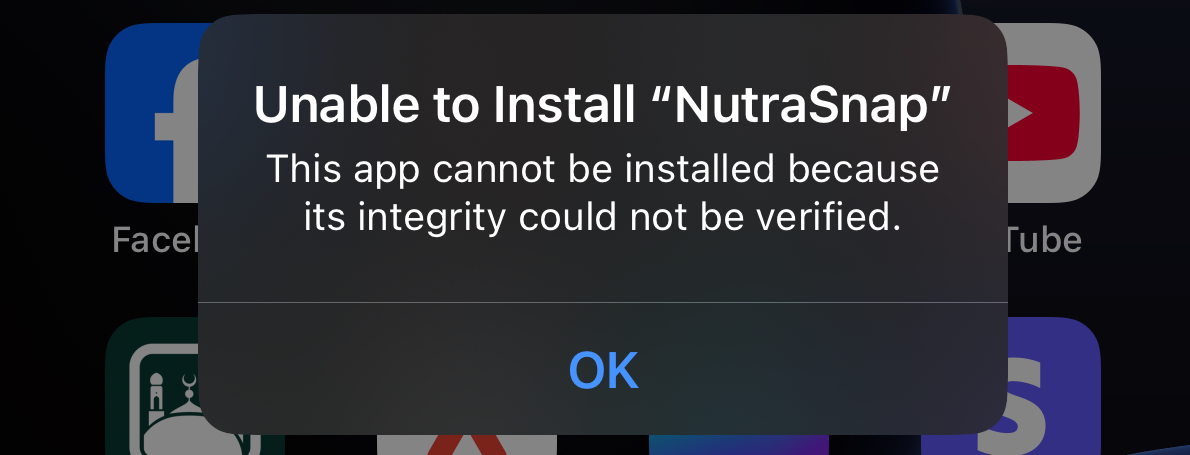 Unable to Install “NutraSnap”
This app cannot be installed because
its integrity could not be verified.
Facel
Tube
OK
S